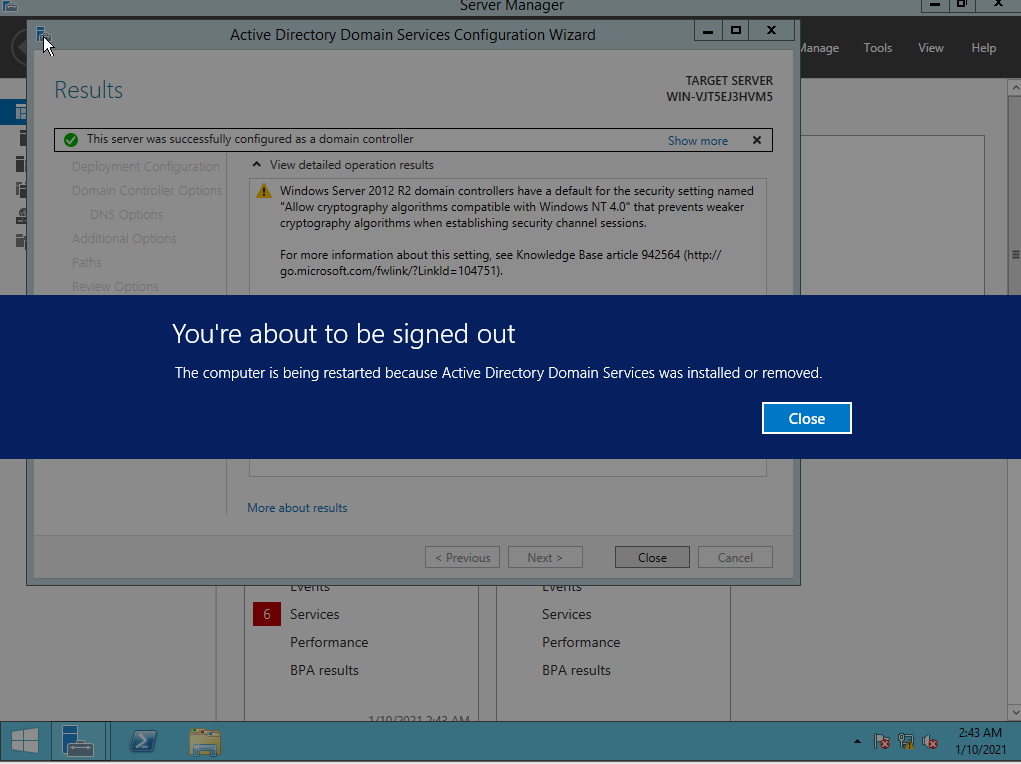 Server Manager
Active Directory Domain Services Configuration Wizard
Manage Tools View Help
Results
TARGET SERVER
WIN-VJT5EJ3HVM5
This server was successfully configured as a domain controller
Show more
Deployment Configuration
Domain Controller Options
DNS Options
Additional Options
Paths
Review Options
View detailed operation results
Windows Server 2012 R2 domain controllers have a default for the security setting named
"Allow cryptography algorithms compatible with Windows NT 4.0" that prevents weaker
cryptography algorithms when establishing security channel sessions.
For more information about this setting, see Knowledge Base article 942564 (http://
go.microsoft.com/fwlink/?LinkId=104751).
You're about to be signed out
The computer is being restarted because Active Directory Domain Services was installed or removed.
Close
More about results
< Previous Next > Close Cancel
Events
6 Services
Performance
BPA results
1/10/2021 2:43 AM
Events
Services
Performance
BPA results
2:43 AM
1/10/2021